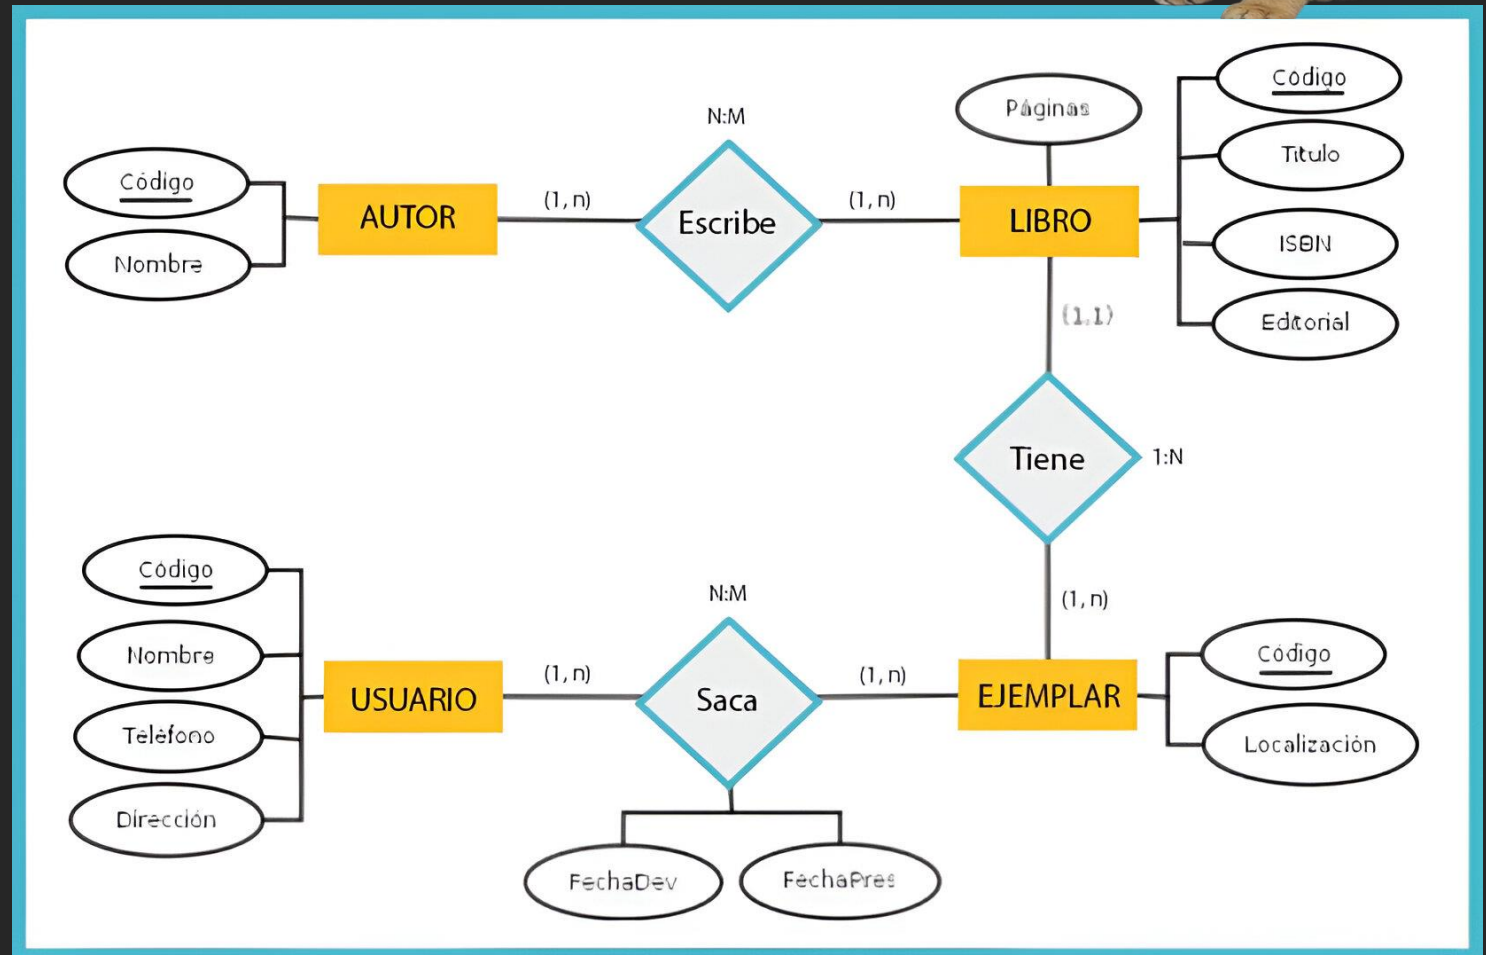 N:M
Páginas
Código
Titulo
Código
AUTOR
(1, n)
Escribe
(1, n)
LIBRO
ISBN
Nombre
Editorial
(1,1)
Tiene
1:N
Código
N:M
(1, n)
Nombre
Código
USUARIO
(1, n)
Saca
(1, n)
EJEMPLAR
Teléfono
Localización
Dirección
FechaDev
FechaPres